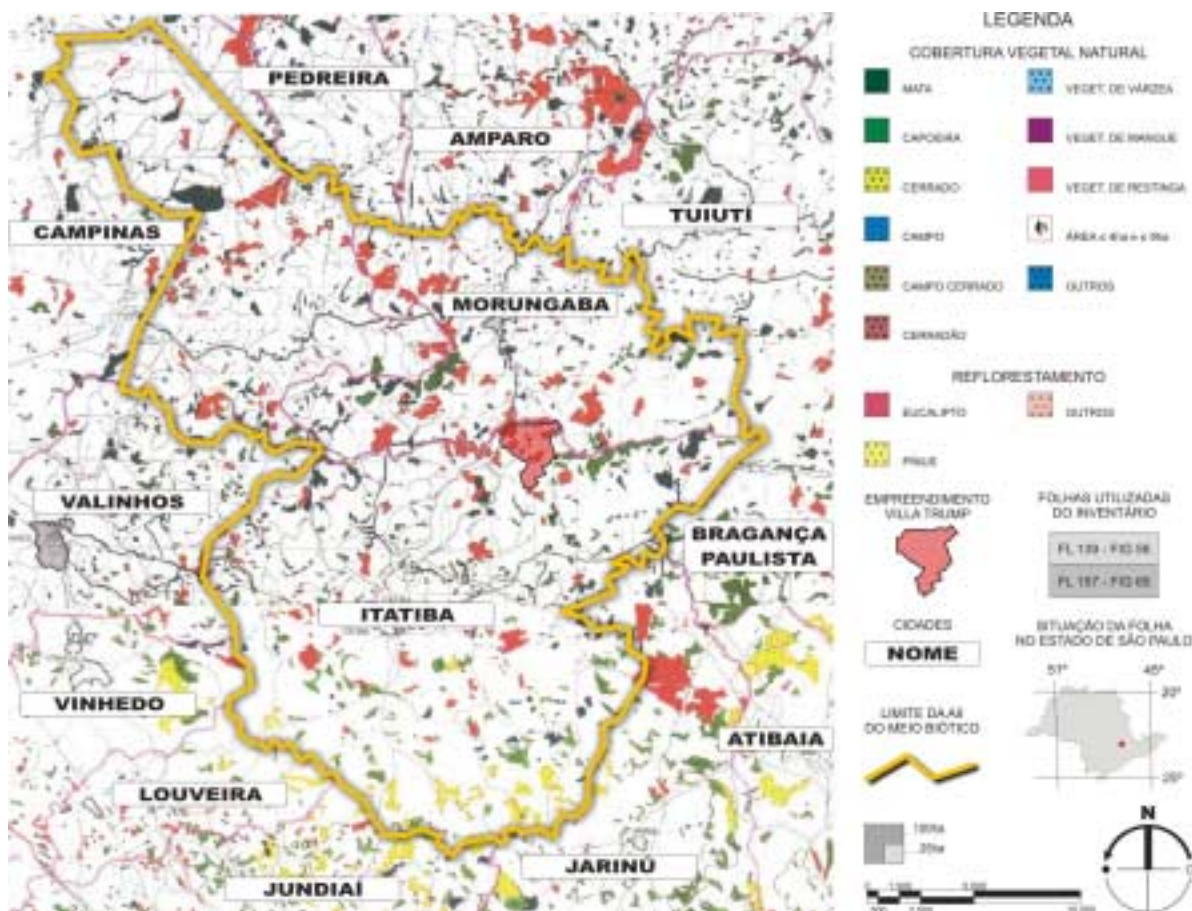 PEDREIRA
AMPARO
TUIUTÍ
CAMPINAS
MORUNGABA
VALINHOS
BRAGANÇA
PAULISTA
ITATIBA
VINHEDO
ATIBAIA
LOUVEIRA
JARINÚ
JUNDIAÍ
LEGENDA
COBERTURA VEGETAL NATURAL
MATA
VEGET. DE VÁRZEA
CAPOEIRA
VEGET. DE MANGUE
CERRADO
VEGET. DE RESTINGA
CAMPO
ÁREA
CAMPO CERRADO
OUTROS
CERRADÃO
REFLORESTAMENTO
EUCALIPTO
OUTROS
PINUS
EMPREENDIMENTO
VILLA TRUMP
FOLHAS UTILIZADAS
DO INVENTÁRIO
CIDADES
NOME
SITUAÇÃO DA FOLHA
NO ESTADO DE SÃO PAULO
LIMITE DA AII
DO MEIO BIÓTICO
N